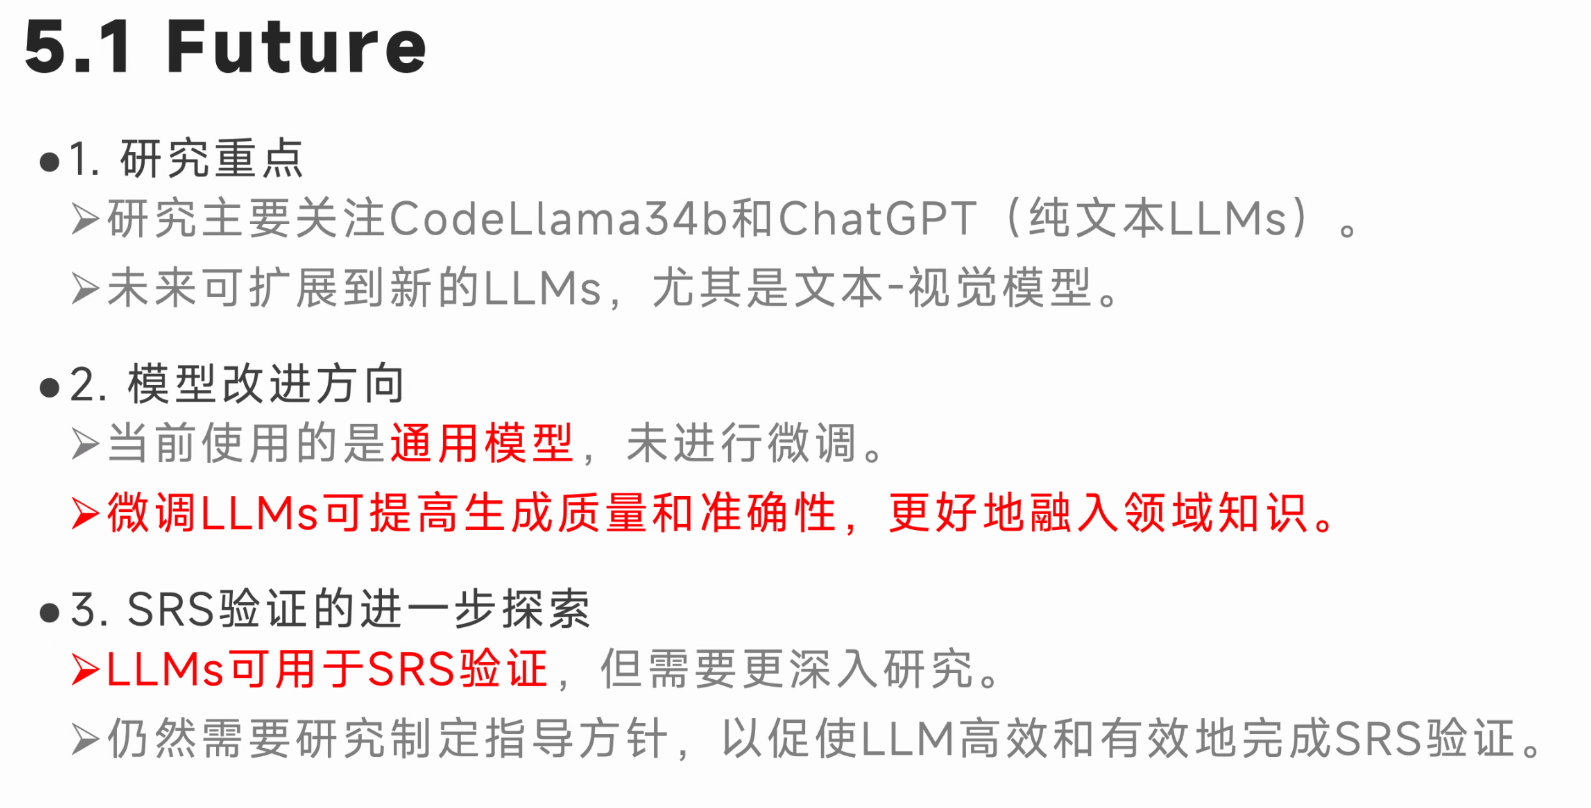 5.1 Future
●1. 研究重点
➢研究主要关注CodeLlama34b和ChatGPT（纯文本LLMs）。
➢未来可扩展到新的LLMs，尤其是文本-视觉模型。
●2. 模型改进方向
➢当前使用的是通用模型，未进行微调。
➢微调LLMs可提高生成质量和准确性，更好地融入领域知识。
●3. SRS验证的进一步探索
➢LLMs可用于SRS验证，但需要更深入研究。
➢仍然需要研究制定指导方针，以促使LLM高效和有效地完成SRS验证。